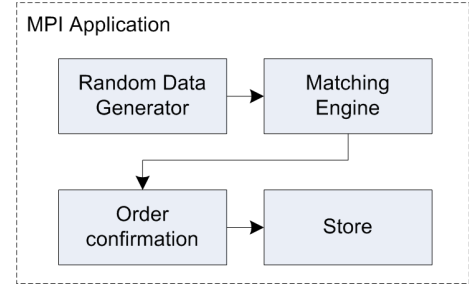 MPI Application
Random Data
Generator
Matching
Engine
Order
confirmation
Store